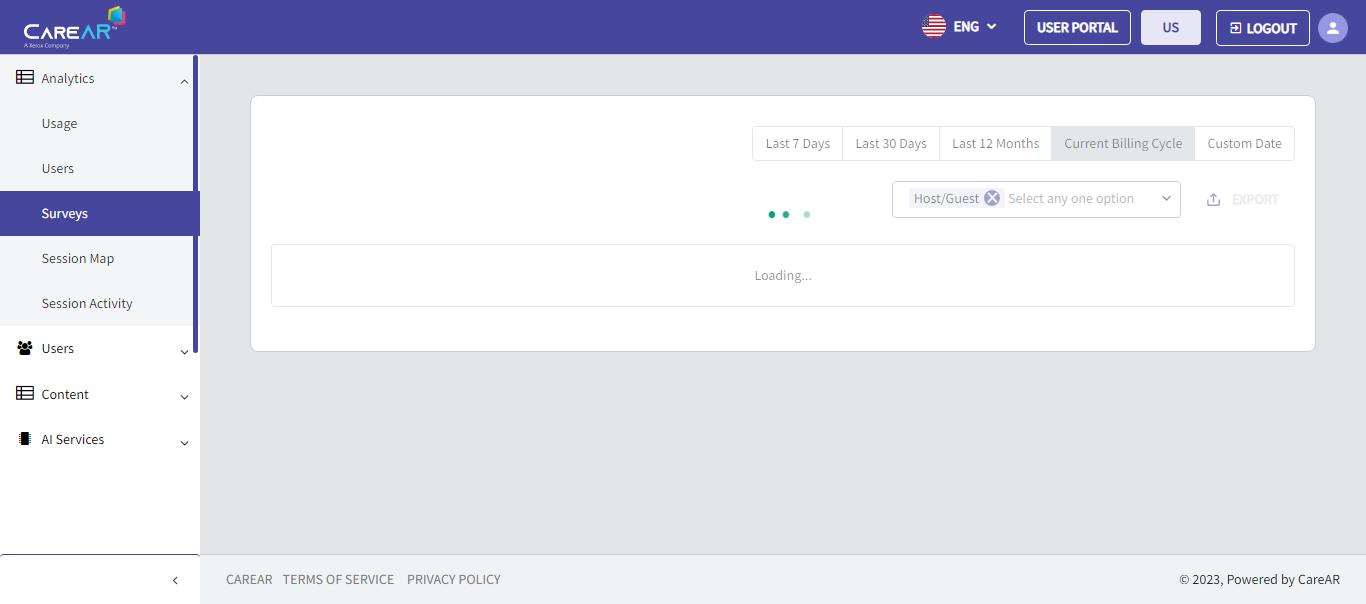 CAREAR™
A Xerox Company
ENG
USER PORTAL
US
LOGOUT
Analytics
Usage
Users
Surveys
Session Map
Session Activity
Users
Content
AI Services
Last 7 Days
Last 30 Days
Last 12 Months
Current Billing Cycle
Custom Date
Host/Guest
Select any one option
EXPORT
Loading...
CAREAR
TERMS OF SERVICE
PRIVACY POLICY
© 2023, Powered by CareAR